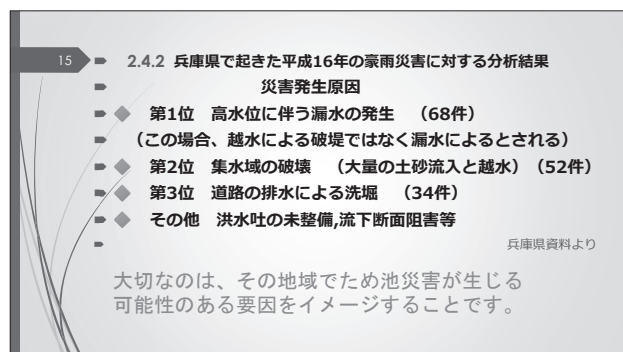 15
2.4.2 兵庫県で起きた平成16年の豪雨災害に対する分析結果
災害発生原因
第1位 高水位に伴う漏水の発生 （68件）
（この場合、越水による破堤ではなく漏水によるとされる）
第2位 集水域の破壊 （大量の土砂流入と越水）（52件）
第3位 道路の排水による洗堀 （34件）
その他 洪水吐の未整備,流下断面阻害等
兵庫県資料より
大切なのは、その地域でため池災害が生じる
可能性のある要因をイメージすることです。